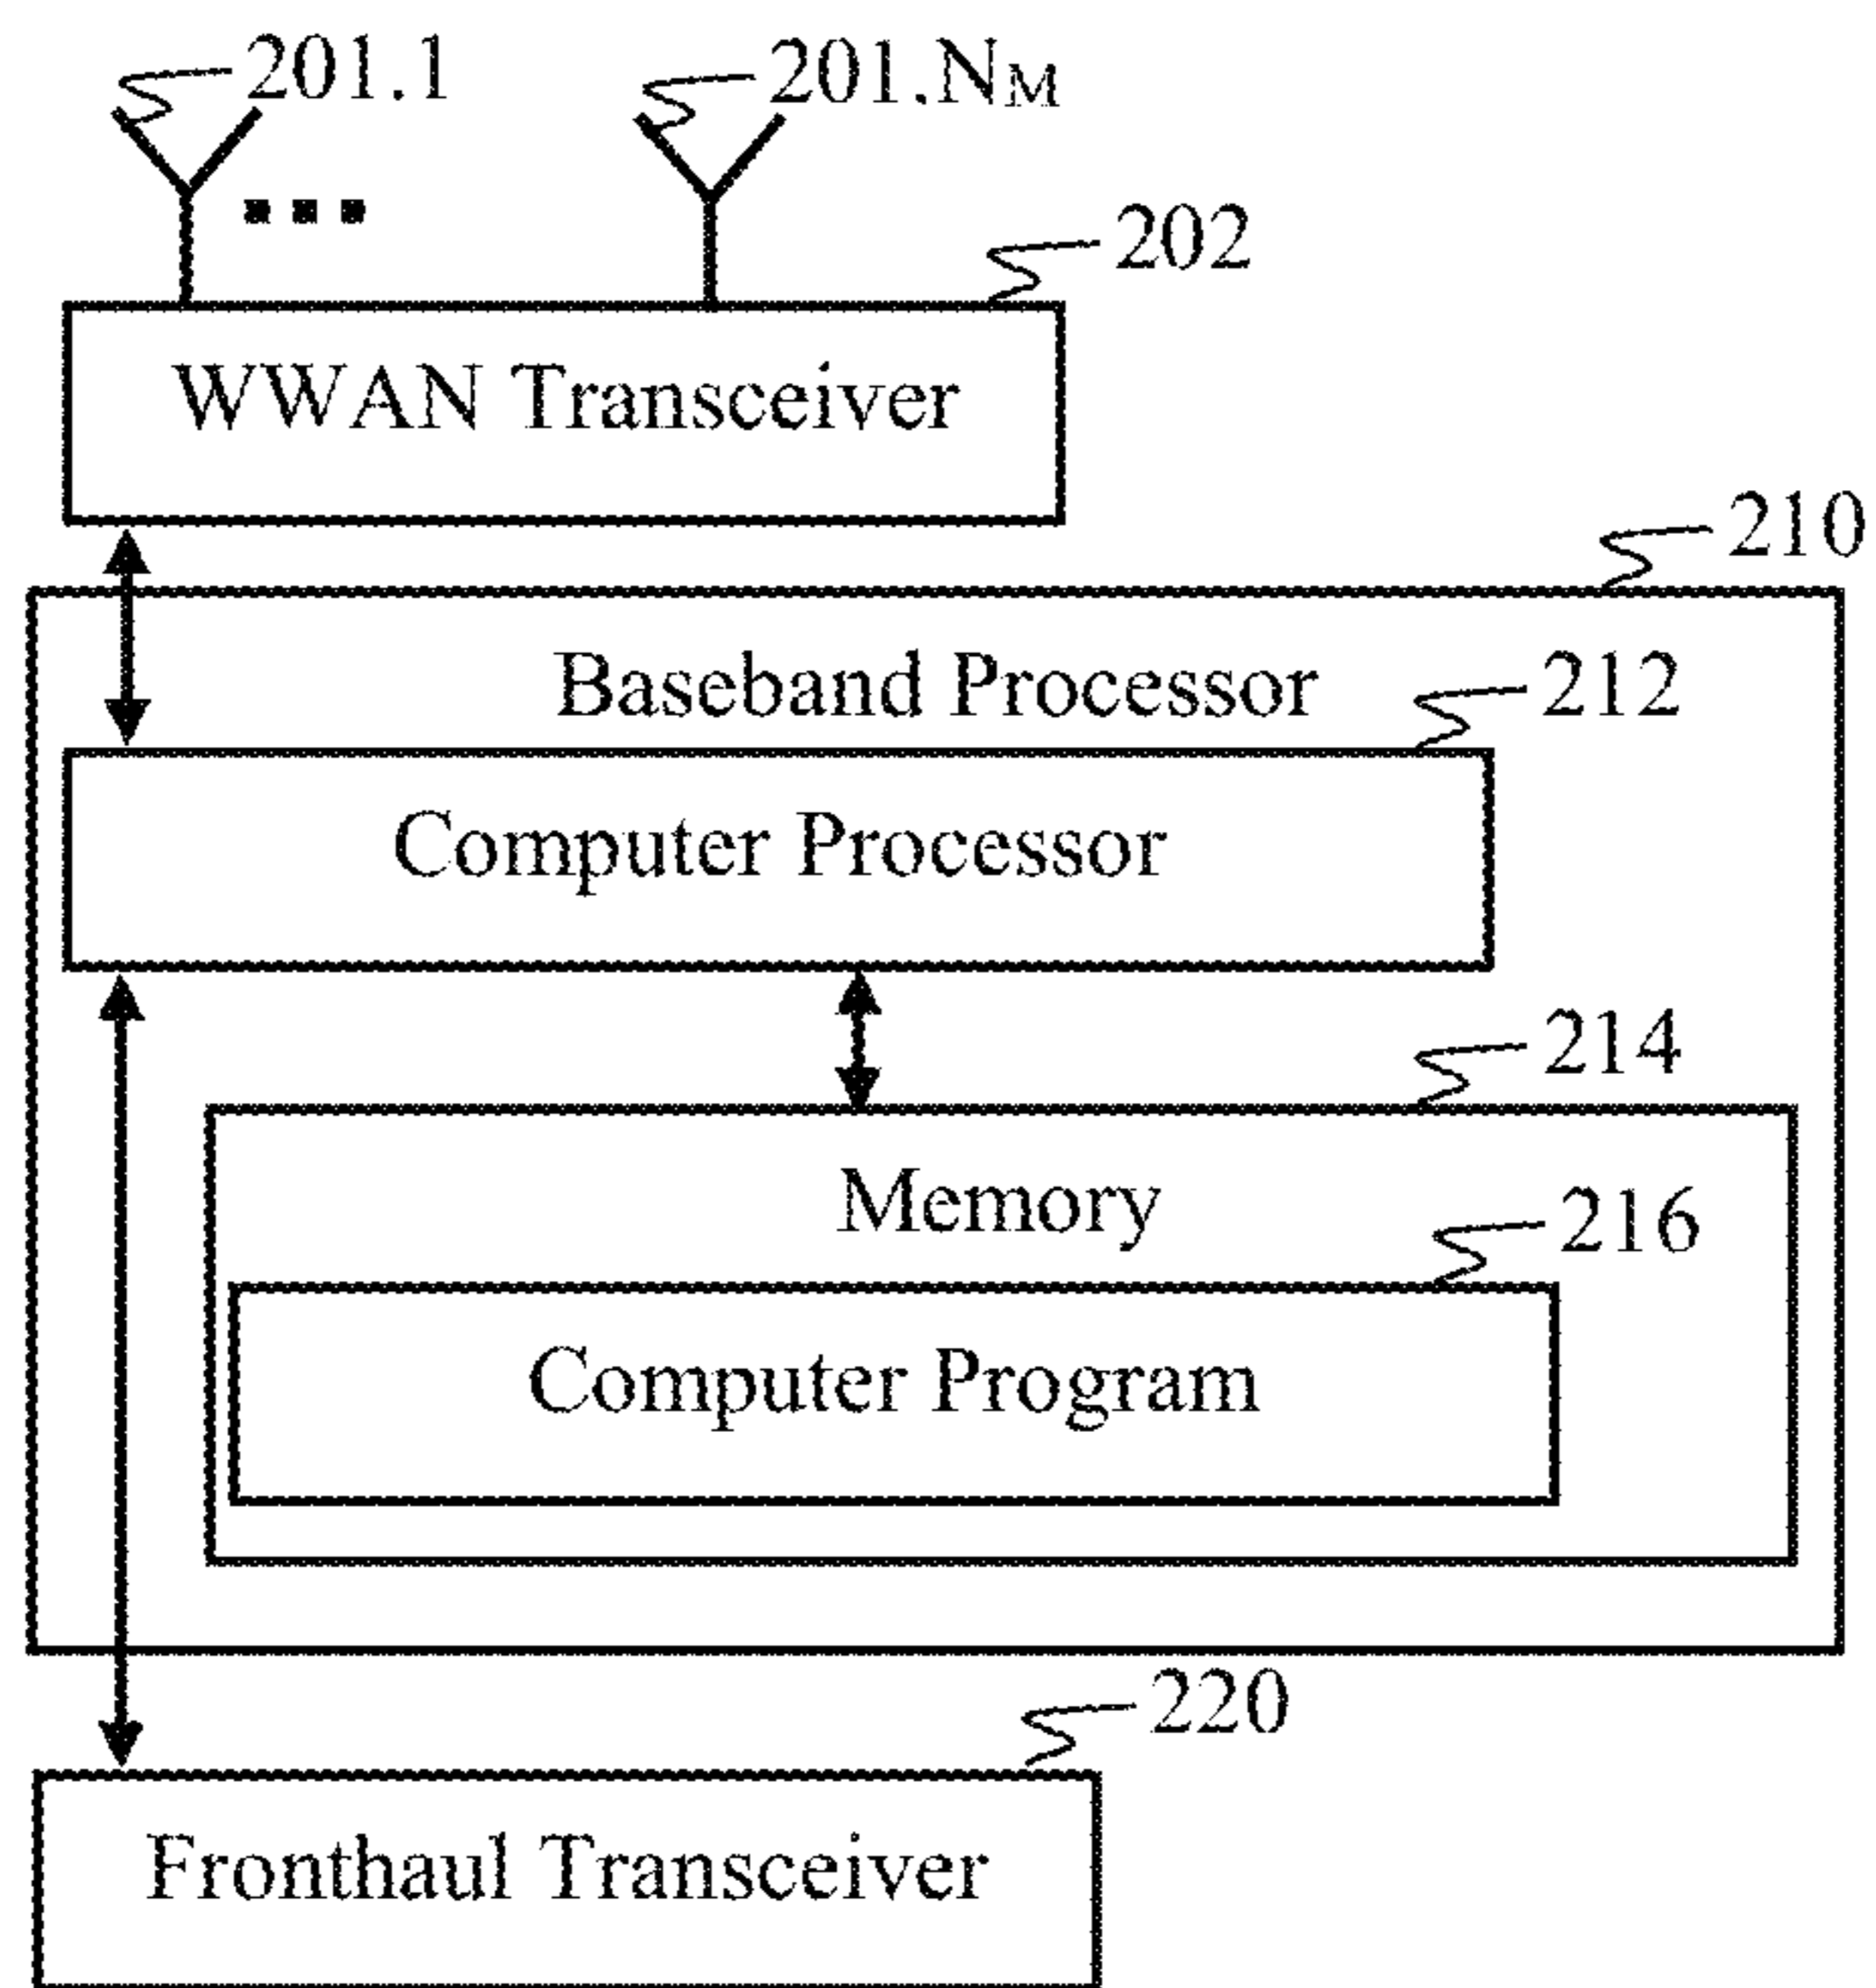 201.1
201.NM
202
WWAN Transceiver
210
Baseband Processor
212
Computer Processor
214
Memory
216
Computer Program
220
Fronthaul Transceiver